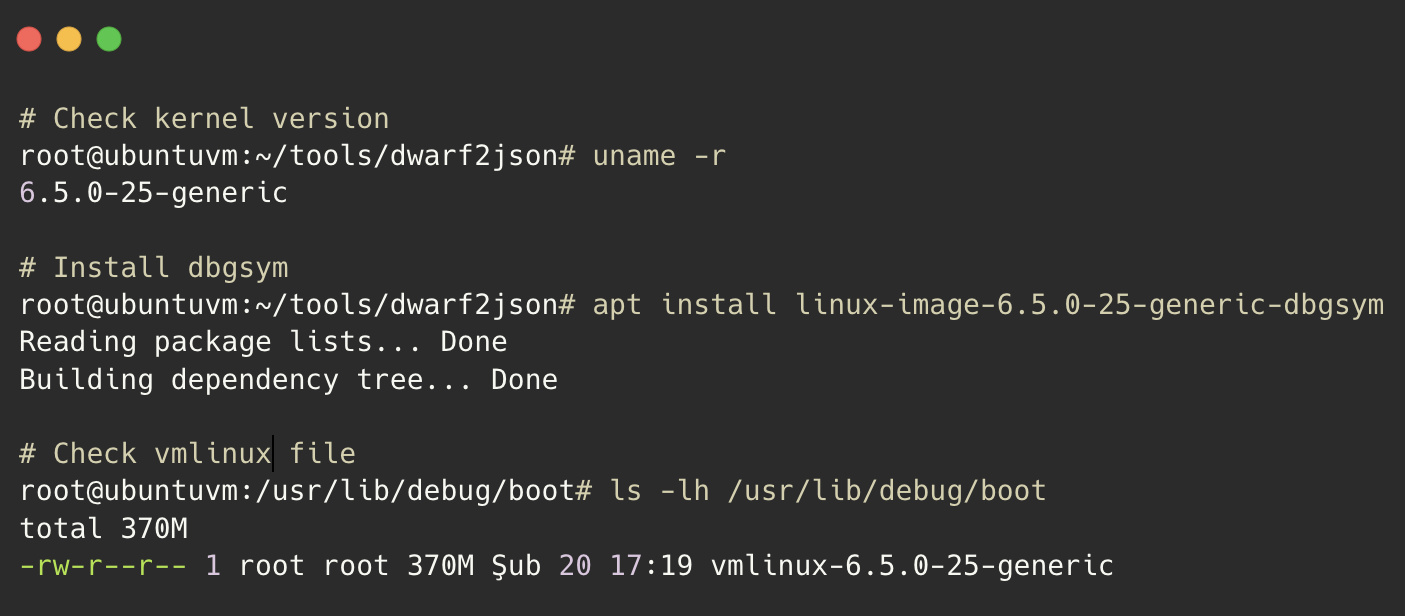 # Check kernel version
root@ubuntuvm:~/tools/dwarf2json# uname -r
6.5.0-25-generic
# Install dbgsym
root@ubuntuvm:~/tools/dwarf2json# apt install linux-image-6.5.0-25-generic-dbgsym
Reading package lists... Done
Building dependency tree... Done
# Check vmlinux file
root@ubuntuvm:/usr/lib/debug/boot# ls -lh /usr/lib/debug/boot
total 370M
-rw-r--r-- 1 root root 370M Şub 20 17:19 vmlinux-6.5.0-25-generic